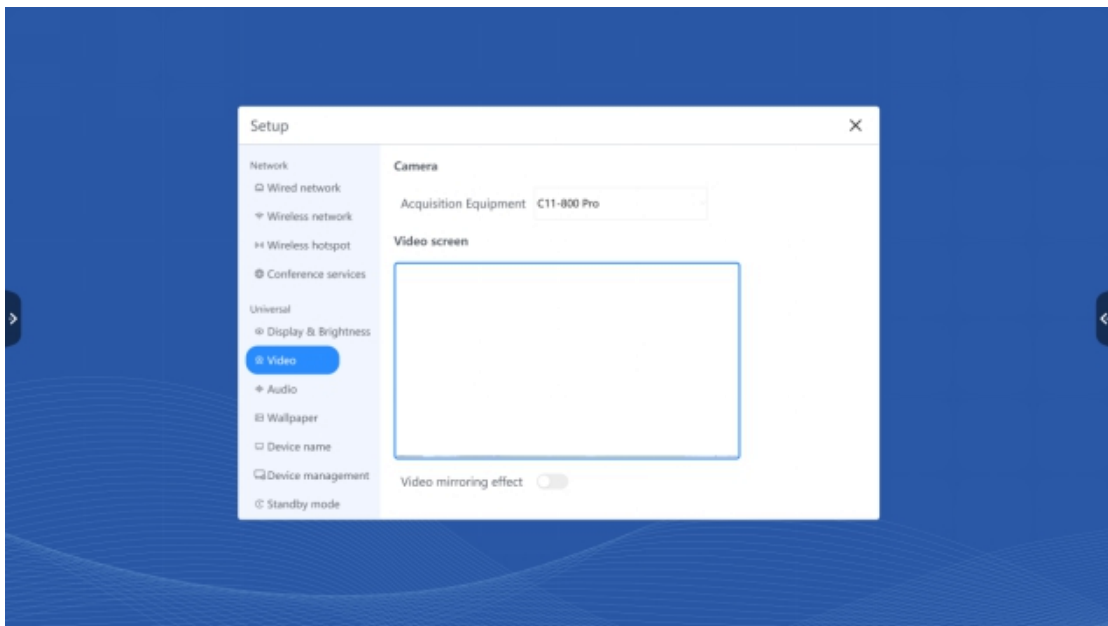 Setup
Network
Wired network
Wireless network
Wireless hotspot
Conference services
Universal
Display & Brightness
Video
Audio
Wallpaper
Device name
Device management
Standby mode
Camera
Acquisition Equipment C11-800 Pro
Video screen
Video mirroring effect